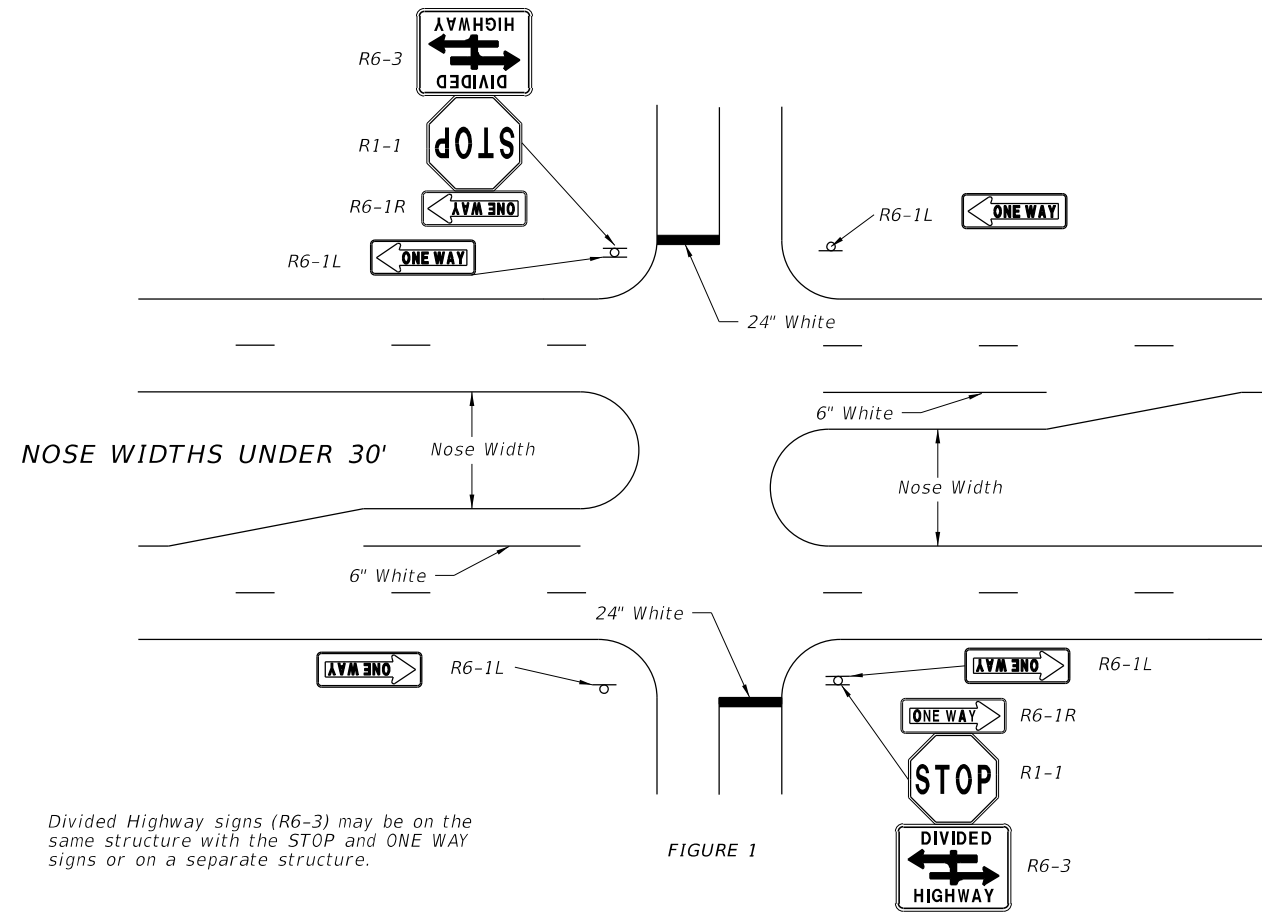 HIGHWAY
DIVIDED
R6-3
STOP
R1-1
R6-1R
ONE WAY
R6-1L
ONE WAY
R6-1L
ONE WAY
24" White
6" White
NOSE WIDTHS UNDER 30'
Nose Width
Nose Width
6" White
24" White
ONE WAY
R6-1L
ONE WAY
R6-1L
ONE WAY
R6-1R
STOP
R1-1
DIVIDED
HIGHWAY
R6-3
Divided Highway signs (R6-3) may be on the
same structure with the STOP and ONE WAY
signs or on a separate structure.
FIGURE 1